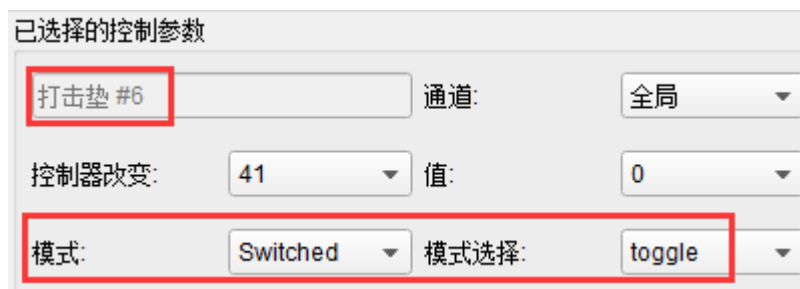 已选择的控制参数
打击垫 #6 通道: 全局
控制器改变: 41 值: 0
模式: Switched 模式选择: toggle